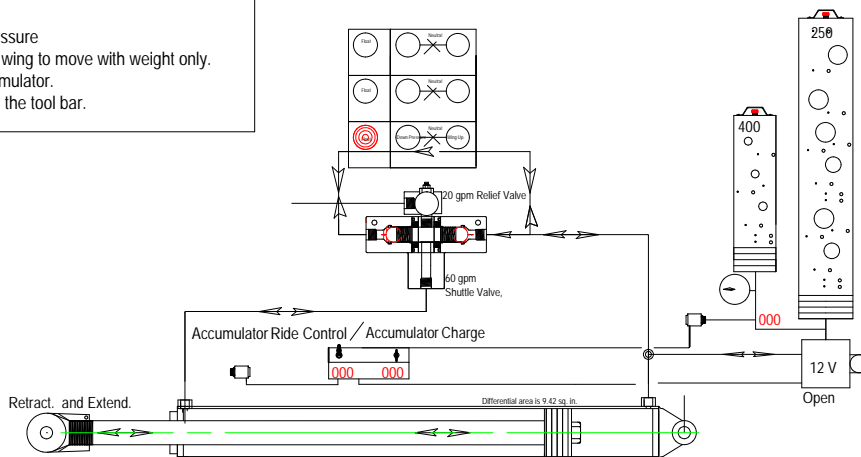 ssure
wing to move with weight only.
mulator.
the tool bar.
Float
Neutral
Float
Neutral
Neutral
Down Pressure
Wing Up
20 gpm Relief Valve
60 gpm
Shuttle Valve,
Accumulator Ride Control / Accumulator Charge
000 000
Retract. and Extend.
Differential area is 9.42 sq. in.
400
250
000
12 V
Open